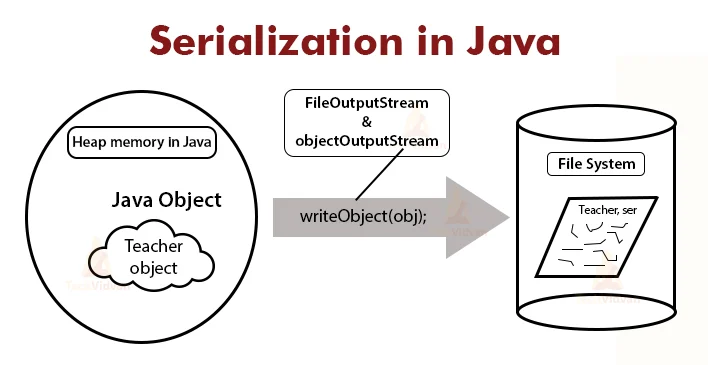 Serialization in Java
Heap memory in Java
Java Object
Teacher
object
FileOutputStream
&
objectOutputStream
writeObject(obj);
File System
Teacher, ser